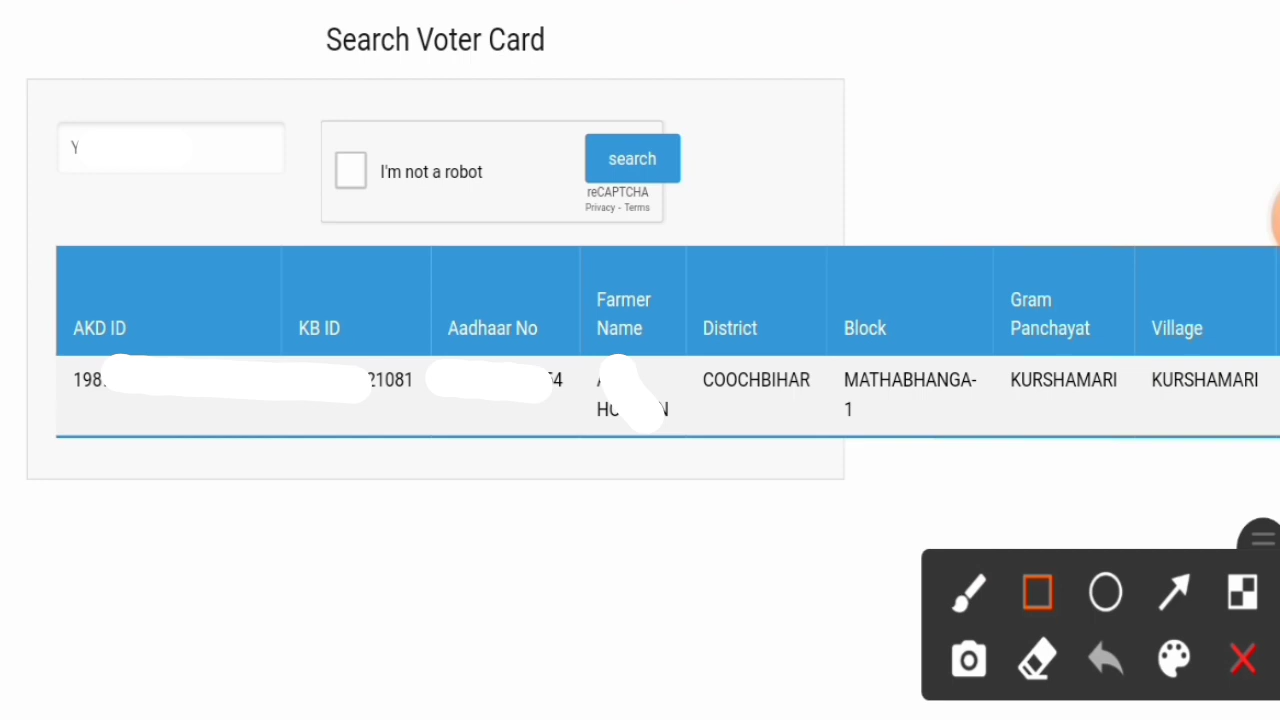 Search Voter Card
Y
I'm not a robot
search
reCAPTCHA
Privacy - Terms
AKD ID
KB ID
Aadhaar No
Farmer Name
District
Block
Gram Panchayat
Village
198
21081
54
COOCHBIHAR
MATHABHANGA-1
KURSHAMARI
KURSHAMARI